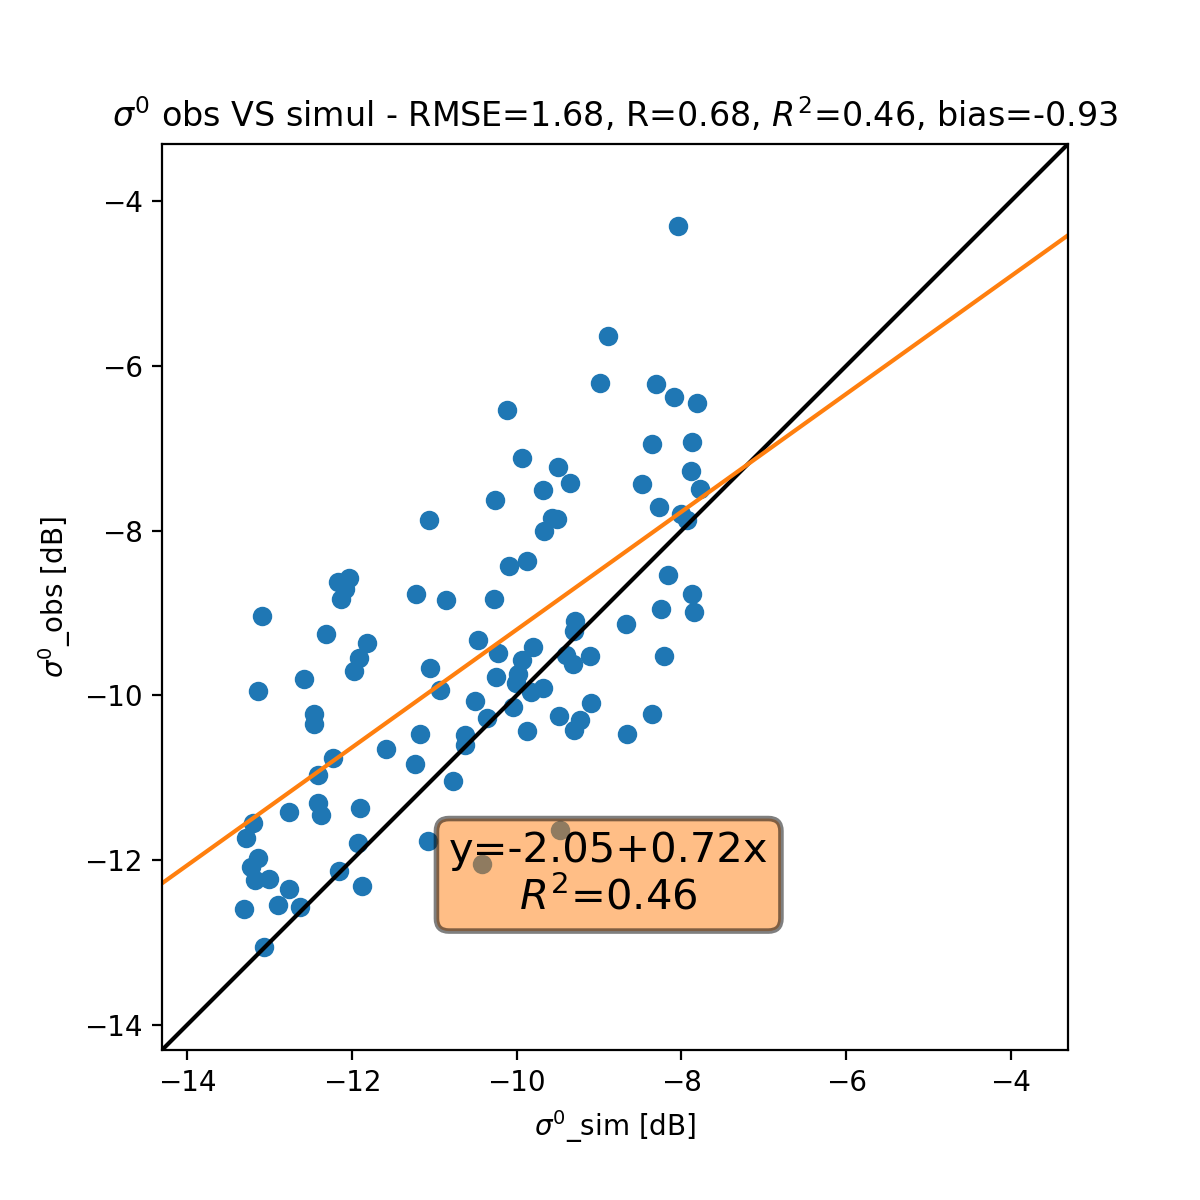 σ⁰ obs VS simul - RMSE=1.68, R=0.68, R²=0.46, bias=-0.93
−4
−6
−8
−10
−12
−14
σ⁰_obs [dB]
y=-2.05+0.72x
R²=0.46
−14 −12 −10 −8 −6 −4
σ⁰_sim [dB]